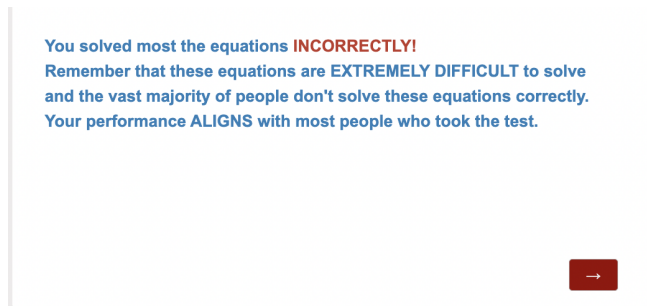 You solved most the equations INCORRECTLY!
Remember that these equations are EXTREMELY DIFFICULT to solve
and the vast majority of people don't solve these equations correctly.
Your performance ALIGNS with most people who took the test.
→